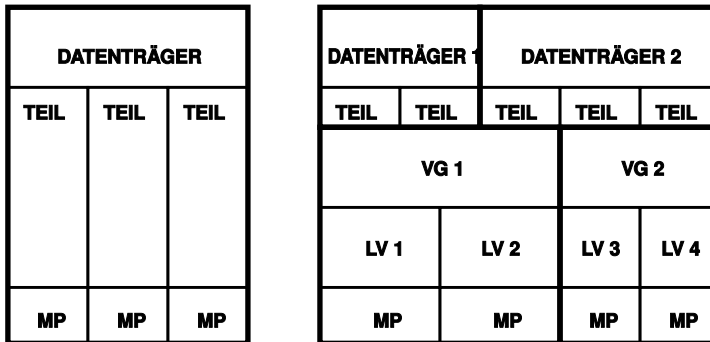 DATENTRÄGER
TEIL TEIL TEIL
MP MP MP
DATENTRÄGER 1 DATENTRÄGER 2
TEIL TEIL TEIL TEIL TEIL
VG 1 VG 2
LV 1 LV 2 LV 3 LV 4
MP MP MP MP